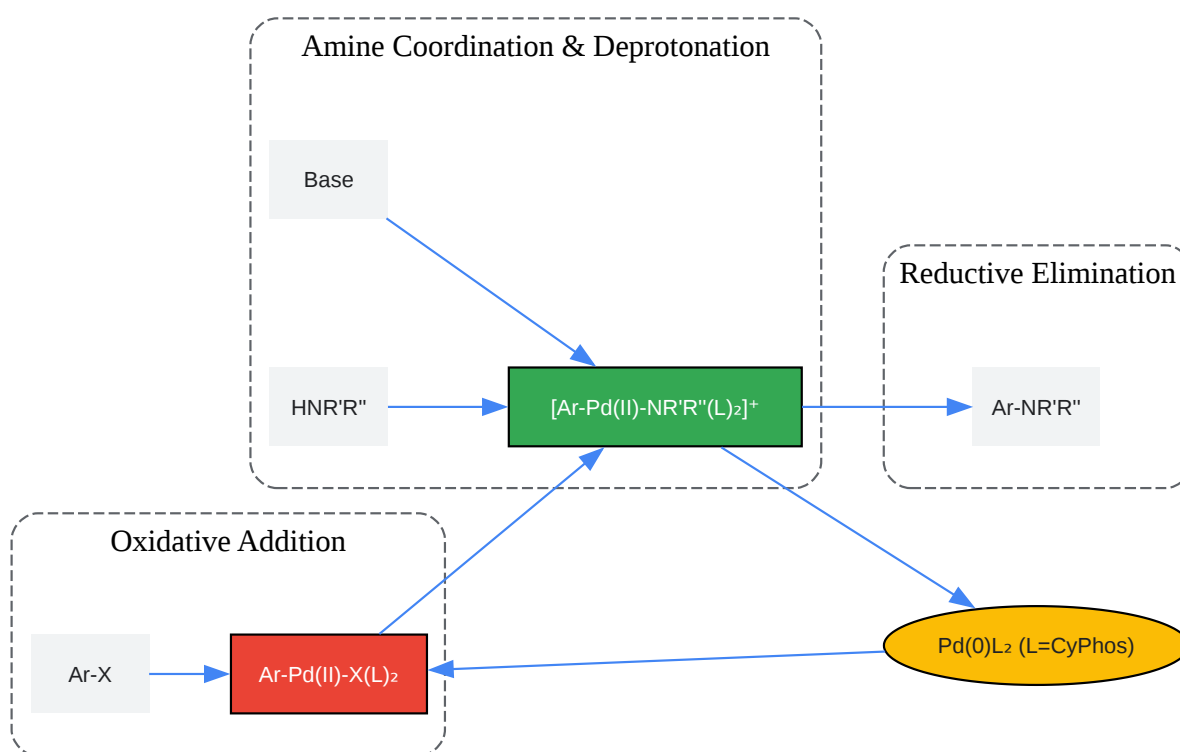 Amine Coordination & Deprotonation
Base
Reductive Elimination
HNR'R"
[Ar-Pd(II)-NR'R"(L)₂]⁺
Ar-NR'R"
Oxidative Addition
Pd(0)L₂ (L=CyPhos)
Ar-X
Ar-Pd(II)-X(L)₂